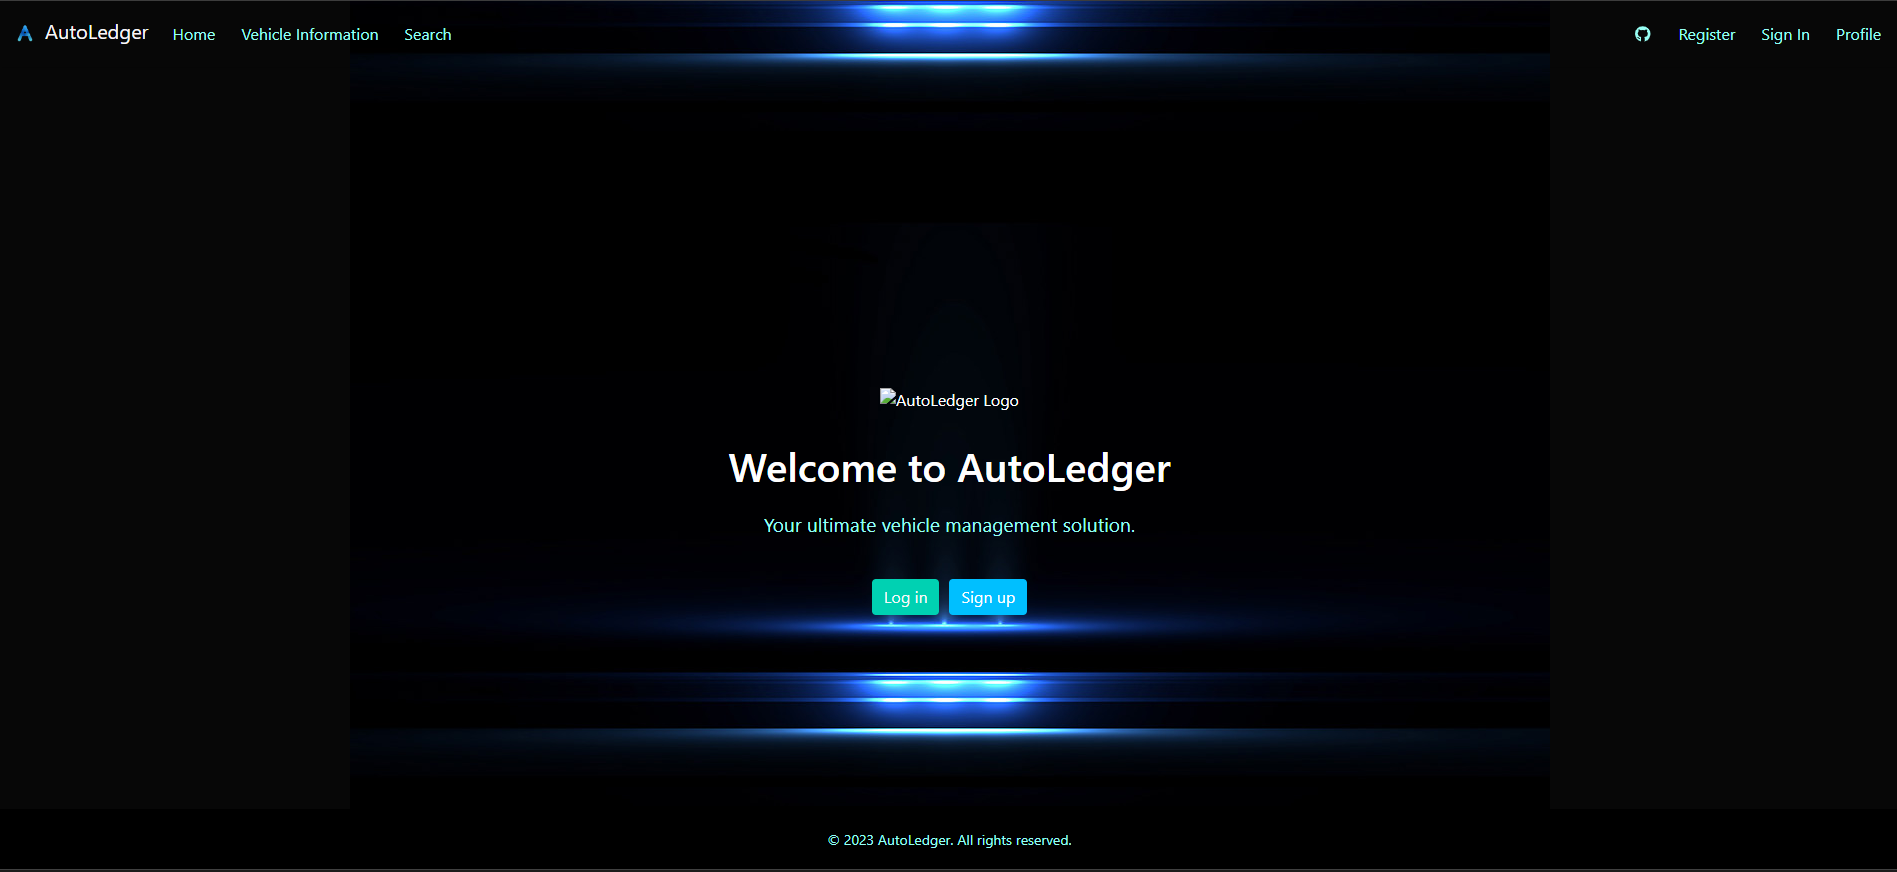 AutoLedger Home Vehicle Information Search Register Sign In Profile
AutoLedger Logo
Welcome to AutoLedger
Your ultimate vehicle management solution.
Log in Sign up
© 2023 AutoLedger. All rights reserved.